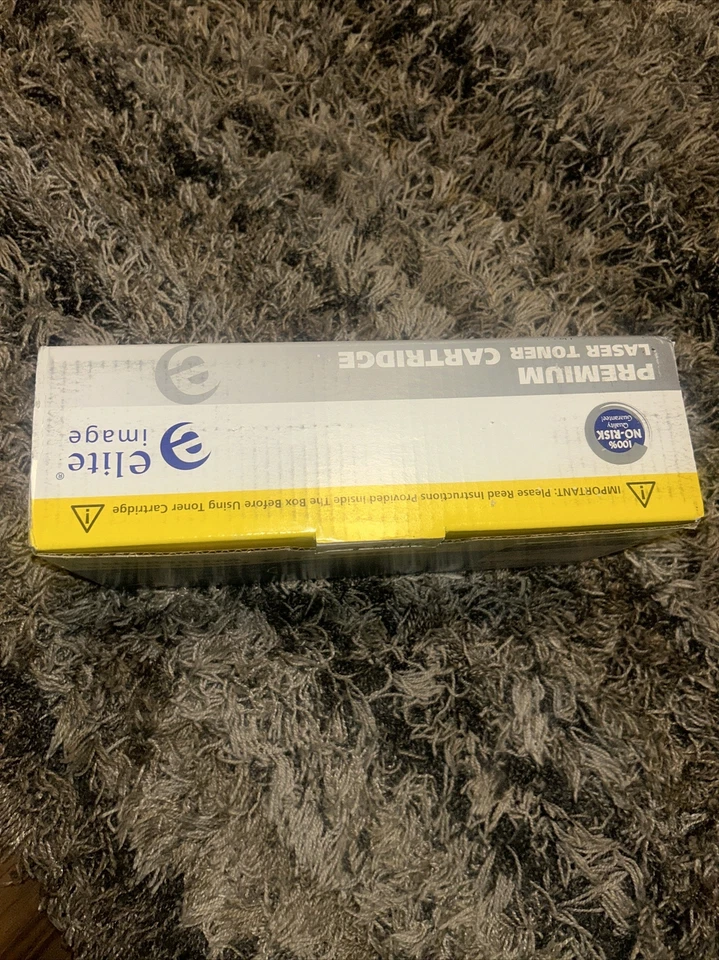 IMPORTANT: Please Read Instructions Provided Inside The Box Before Using Toner Cartridge
elite®
image
100%
NO-RISK
Quality
Guarantee!
PREMIUM
LASER TONER CARTRIDGE